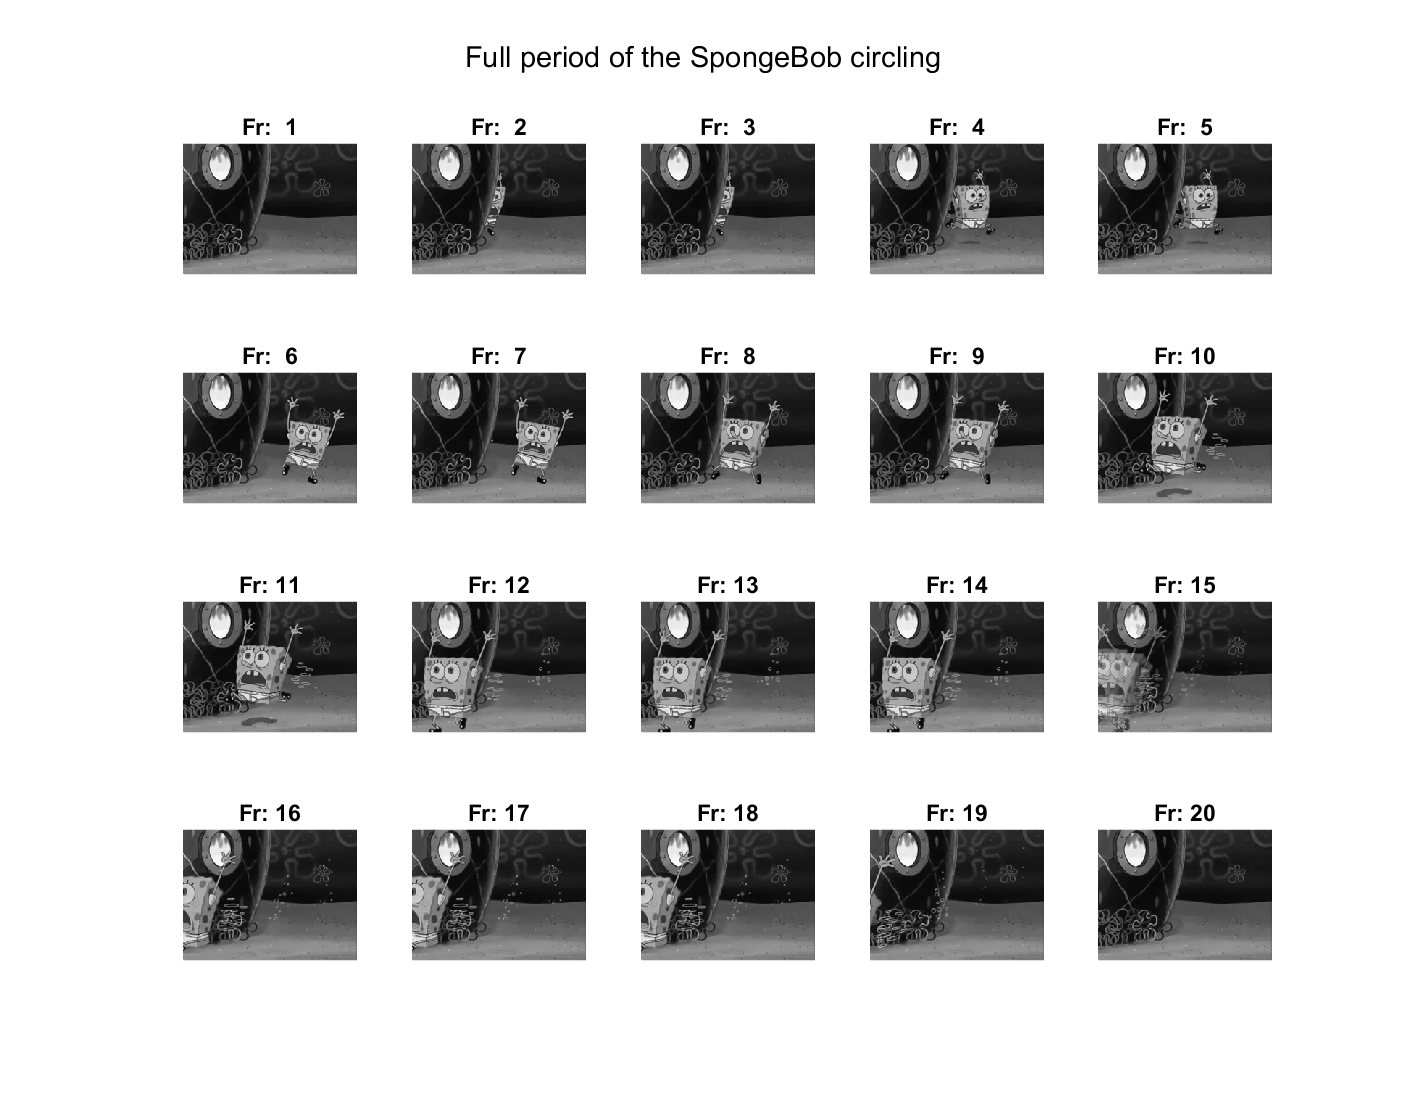 Full period of the SpongeBob circling
Fr:  1
Fr:  2
Fr:  3
Fr:  4
Fr:  5
Fr:  6
Fr:  7
Fr:  8
Fr:  9
Fr: 10
Fr: 11
Fr: 12
Fr: 13
Fr: 14
Fr: 15
Fr: 16
Fr: 17
Fr: 18
Fr: 19
Fr: 20